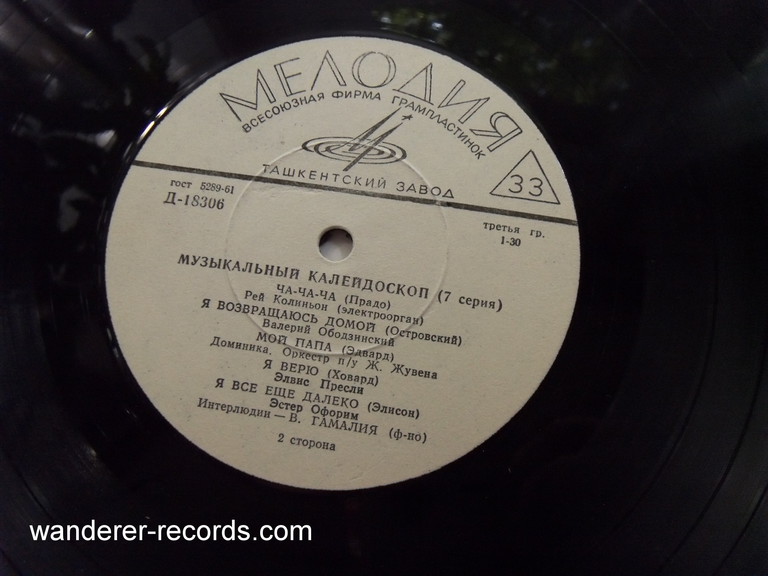 МЕЛОДИЯ
ВСЕСОЮЗНАЯ ФИРМА ГРАМПЛАСТИНОК
ТАШКЕНТСКИЙ ЗАВОД
33
гост 5289-61
Д-18306
третья гр.
1-30
МУЗЫКАЛЬНЫЙ КАЛЕЙДОСКОП (7 серия)
ЧА-ЧА-ЧА (Прадо)
Рей Колиньон (электроорган)
Я ВОЗВРАЩАЮСЬ ДОМОЙ (Островский)
Валерий Ободзинский
МОЙ ПАПА (Эдвард)
Доминика, Оркестр п/у Ж. Жувена
Я ВЕРЮ (Ховард)
Элвис Пресли
Я ВСЕ ЕЩЕ ДАЛЕКО (Элисон)
Эстер Офорим
Интерлюдии — В. ГАМАЛИЯ (ф-но)
2 сторона
wanderer-records.com